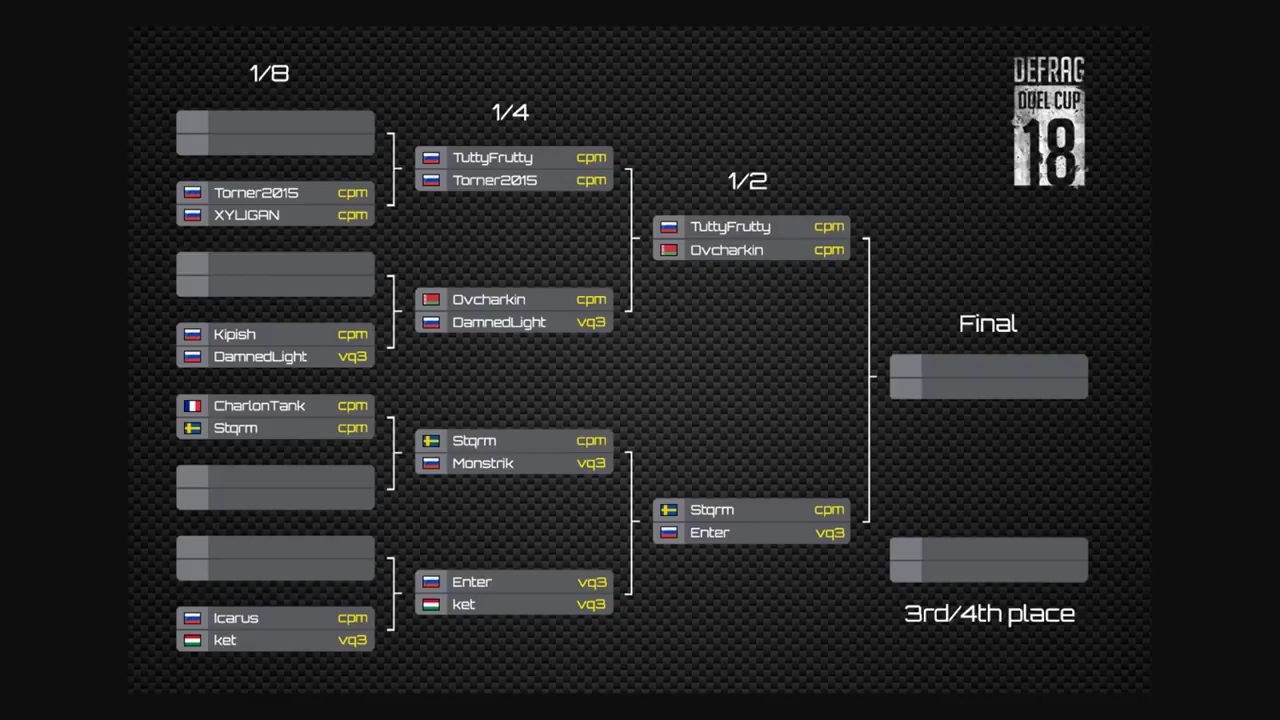 1/8
1/4
1/2
Final
DEFRAG
DUEL CUP
18
Torner2015 cpm
XYLIGAN cpm
Kipish cpm
DamnedLight vq3
CharlonTank cpm
Stqrm cpm
Icarus cpm
ket vq3
TuttyFrutty cpm
Torner2015 cpm
Ovcharkin cpm
DamnedLight vq3
Stqrm cpm
Monstrik vq3
Enter vq3
ket vq3
TuttyFrutty cpm
Ovcharkin cpm
Stqrm cpm
Enter vq3
3rd/4th place